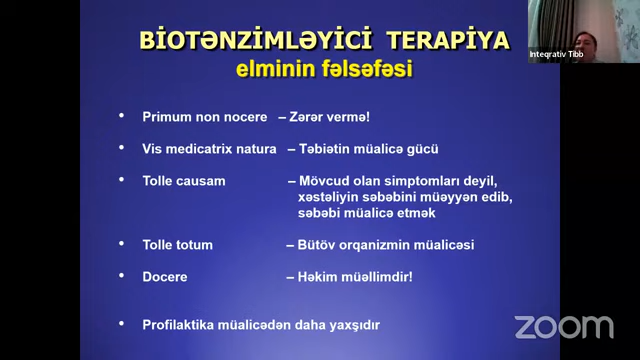 BİOTƏNZİMLƏYİCİ TERAPİYA
elminin fəlsəfəsi
Inteqrativ Tibb
• Primum non nocere – Zərər vermə!
• Vis medicatrix natura – Təbiətin müalicə gücü
• Tolle causam – Mövcud olan simptomları deyil,
xəstəliyin səbəbini müəyyən edib,
səbəbi müalicə etmək
• Tolle totum – Bütöv orqanizmin müalicəsi
• Docere – Həkim müəllimdir!
• Profilaktika müalicədən daha yaxşıdır
zoom